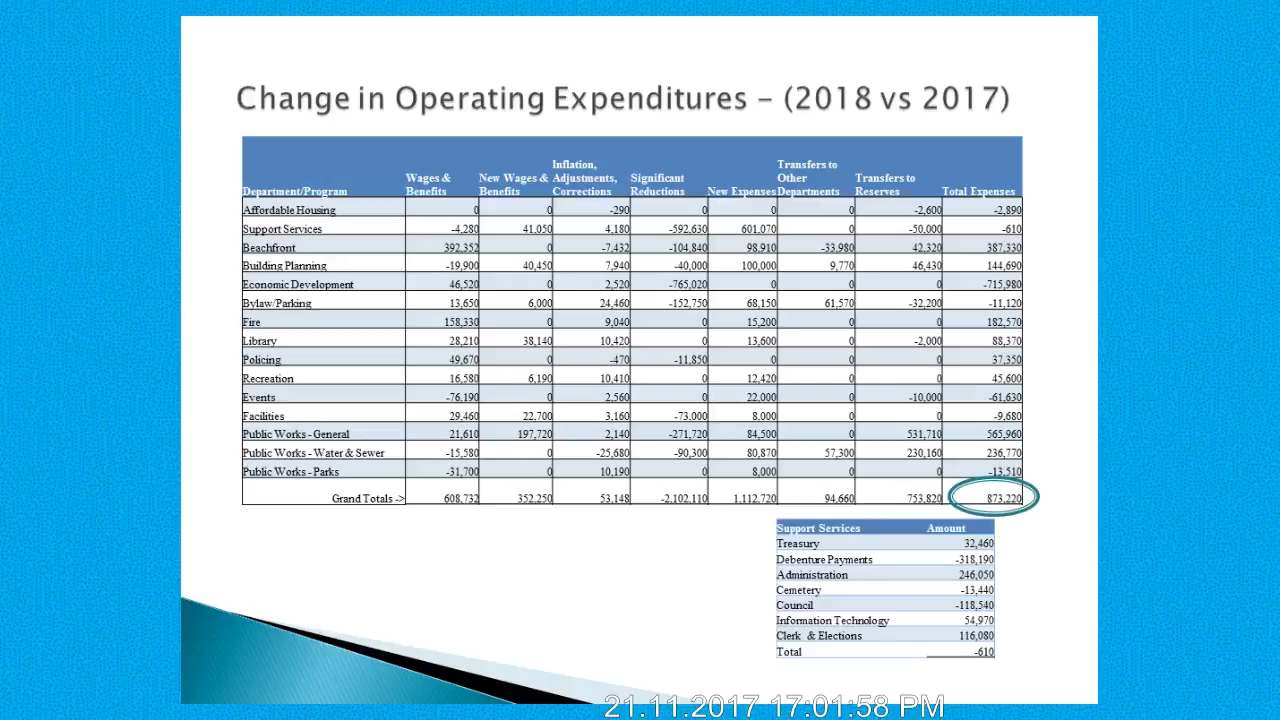 Change in Operating Expenditures – (2018 vs 2017)
Department/Program Wages & Benefits New Wages & Benefits Inflation, Adjustments, Corrections Significant Reductions New Expenses Transfers to Other Departments Transfers to Reserves Total Expenses
Affordable Housing 0 0 -290 0 0 0 -2,600 -2,890
Support Services -4,280 41,050 4,180 -592,630 601,070 0 -50,000 -610
Beachfront 392,352 0 -7,432 -104,840 98,910 -33,980 42,320 387,330
Building Planning -19,900 40,450 7,940 -40,000 100,000 9,770 46,430 144,690
Economic Development 46,520 0 2,520 -765,020 0 0 0 -715,980
Bylaw/Parking 13,650 6,000 24,460 -152,750 68,150 61,570 -32,200 -11,120
Fire 158,330 0 9,040 0 15,200 0 0 182,570
Library 28,210 38,140 10,420 0 13,600 0 -2,000 88,370
Policing 49,670 0 -470 -11,850 0 0 0 37,350
Recreation 16,580 6,190 10,410 0 12,420 0 0 45,600
Events -76,190 0 2,560 0 22,000 0 -10,000 -61,630
Facilities 29,460 22,700 3,160 -73,000 8,000 0 0 -9,680
Public Works - General 21,610 197,720 2,140 -271,720 84,500 0 531,710 565,960
Public Works - Water & Sewer -15,580 0 -25,680 -90,300 80,870 57,300 230,160 236,770
Public Works - Parks -31,700 0 10,190 0 8,000 0 0 -13,510
Grand Totals -> 608,732 352,250 53,148 -2,102,110 1,112,720 94,660 753,820 873,220
Support Services Amount
Treasury 32,460
Debenture Payments -318,190
Administration 246,050
Cemetery -13,440
Council -118,540
Information Technology 54,970
Clerk & Elections 116,080
Total -610
21.11.2017 17:01:58 PM